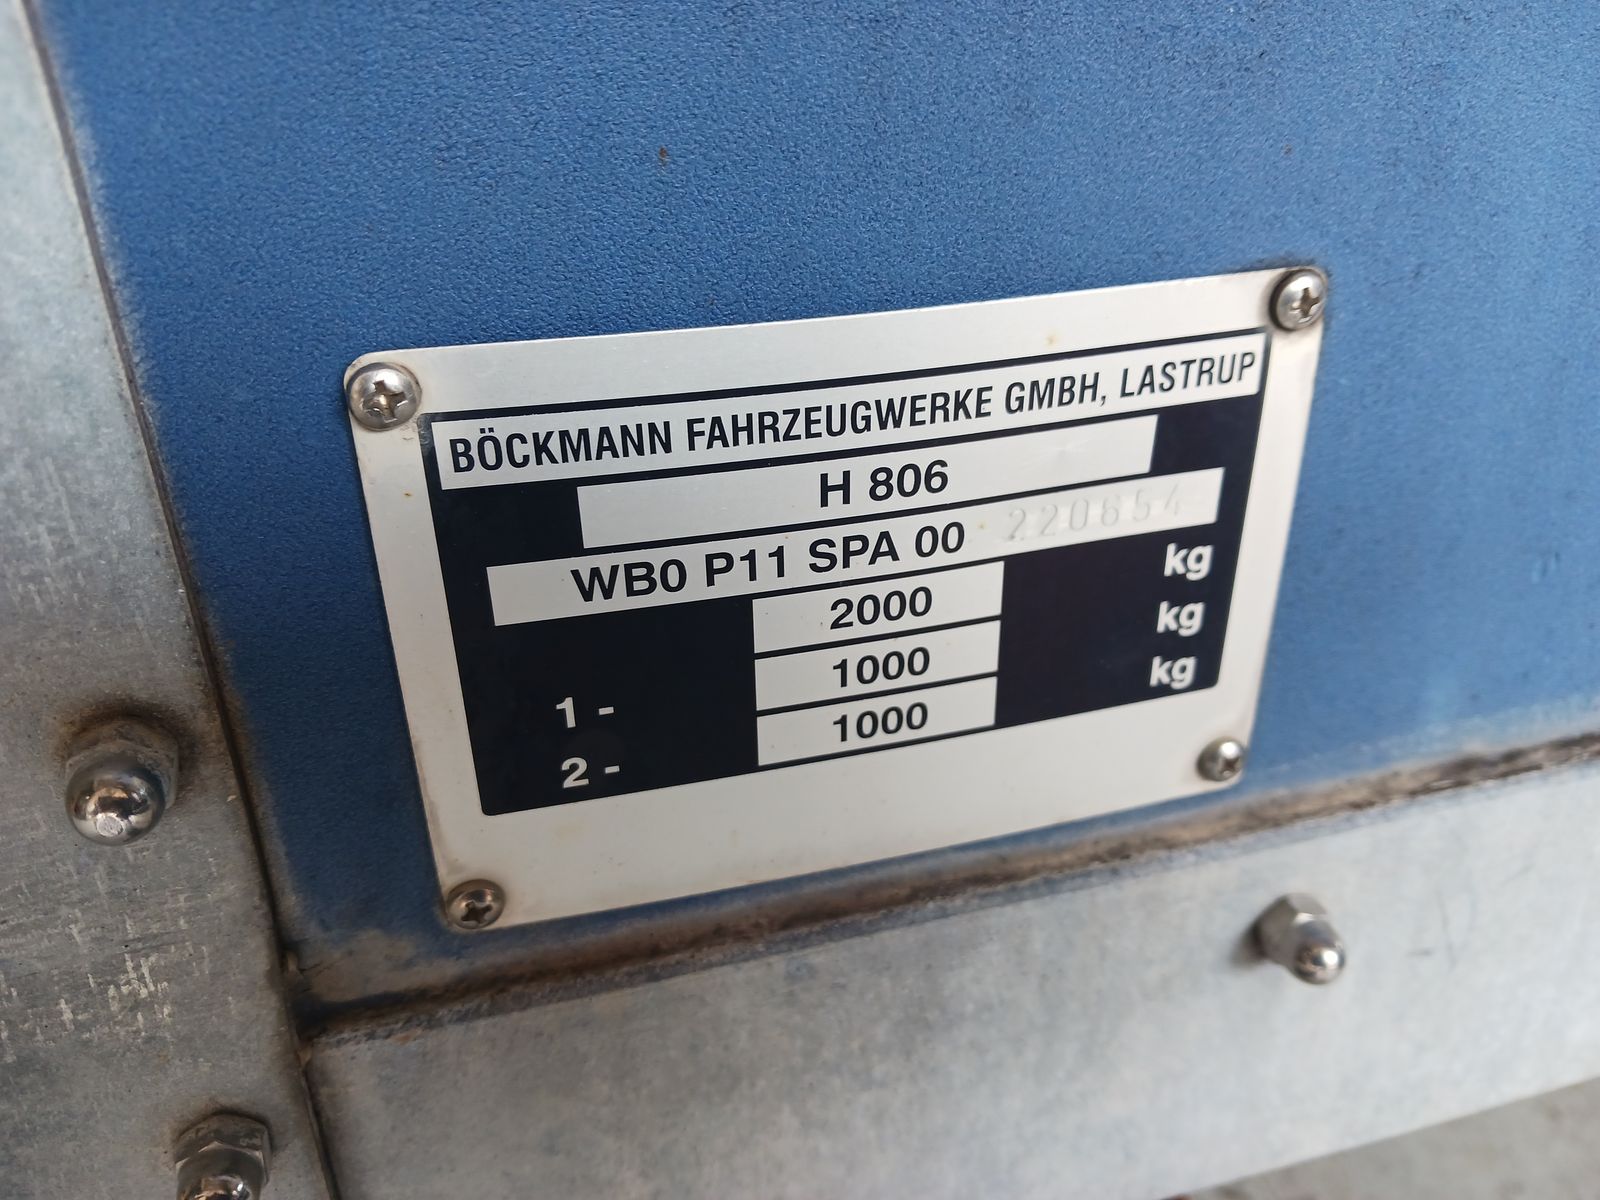 BÖCKMANN FAHRZEUGWERKE GMBH, LASTRUP
H 806
WB0 P11 SPA 00 220654
2000 kg
1 - 1000 kg
2 - 1000 kg